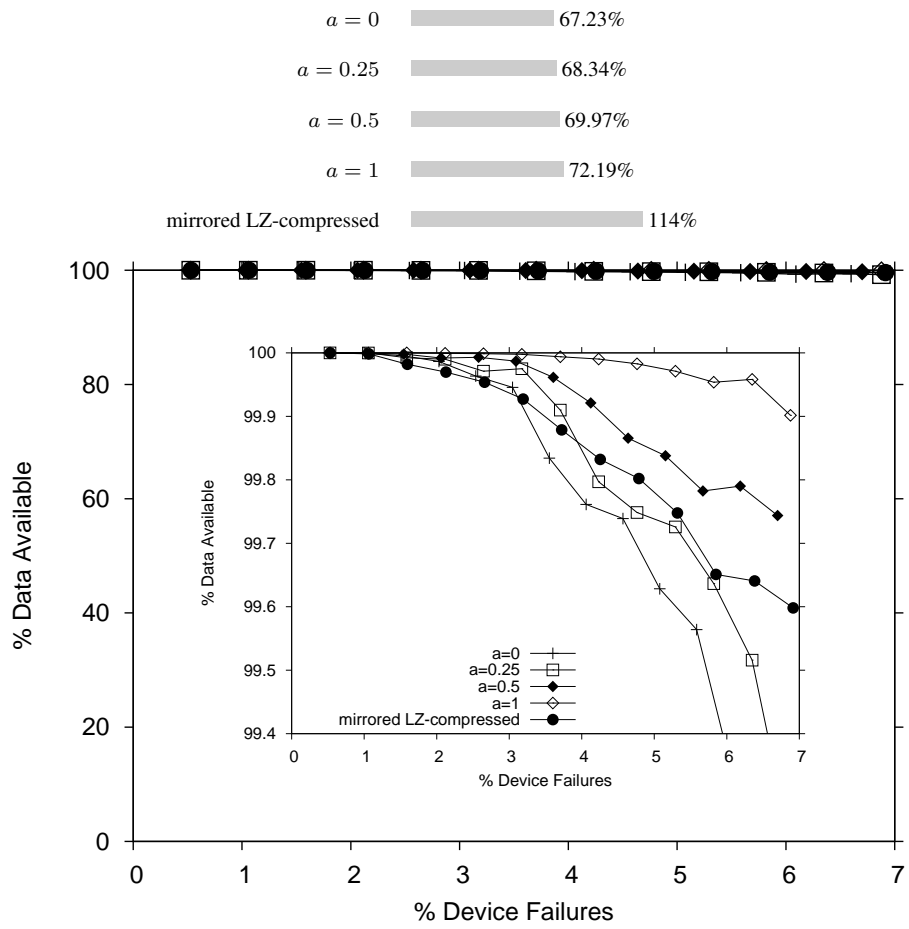 a = 0 67.23%
a = 0.25 68.34%
a = 0.5 69.97%
a = 1 72.19%
mirrored LZ-compressed 114%
100
80
60
40
20
0
% Data Available
0 1 2 3 4 5 6 7
% Device Failures
100
99.9
99.8
99.7
99.6
99.5
99.4
% Data Available
a=0
a=0.25
a=0.5
a=1
mirrored LZ-compressed
0 1 2 3 4 5 6 7
% Device Failures